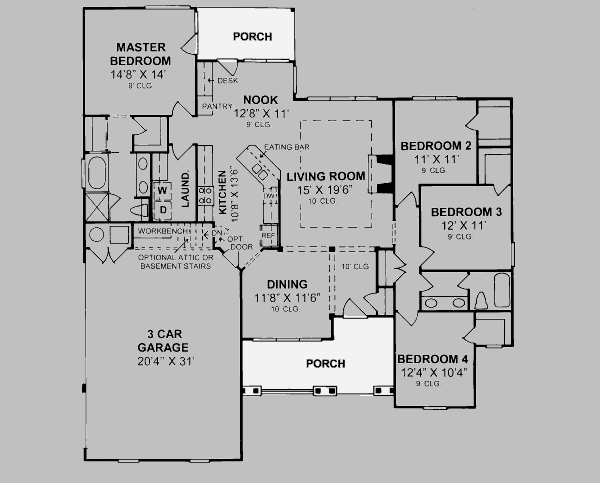 MASTER
BEDROOM
14'8" X 14'
9' CLG
PORCH
DESK
PANTRY
NOOK
12'8" X 11'
9' CLG
EATING BAR
LIVING ROOM
15' X 19'6"
10' CLG
BEDROOM 2
11' X 11'
9' CLG
BEDROOM 3
12' X 11'
9' CLG
LAUND.
W
D
KITCHEN
10'8" X 13'6"
DW
REF
WORKBENCH
DN
OPT
DOOR
OPTIONAL ATTIC OR
BASEMENT STAIRS
DINING
11'8" X 11'6"
10' CLG
10' CLG
3 CAR
GARAGE
20'4" X 31'
PORCH
BEDROOM 4
12'4" X 10'4"
9' CLG